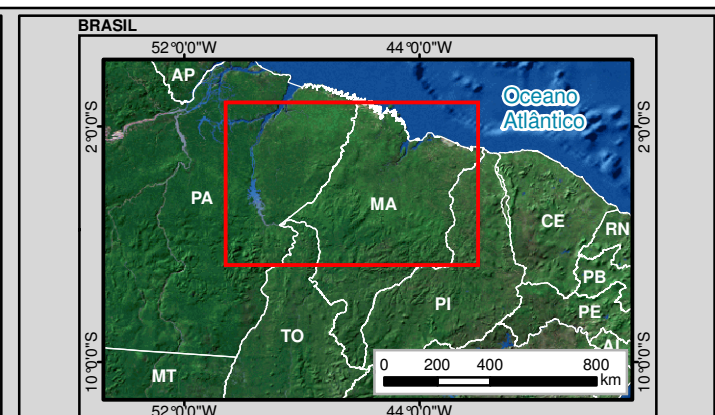 BRASIL
52°0'0"W 44°0'0"W
AP
Oceano
Atlântico
2°0'0"S 2°0'0"S
PA
MA
CE
RN
PB
PI
PE
TO
AL
0 200 400 800
km
MT
10°0'0"S 10°0'0"S
52°0'0"W 44°0'0"W